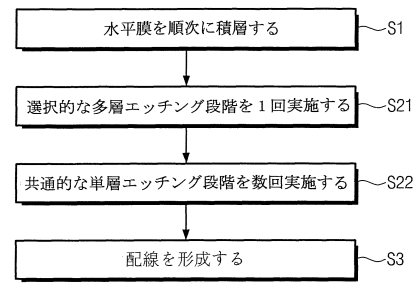 水平膜を順次に積層する
S1
選択的な多層エッチング段階を1回実施する
S21
共通的な単層エッチング段階を数回実施する
S22
配線を形成する
S3